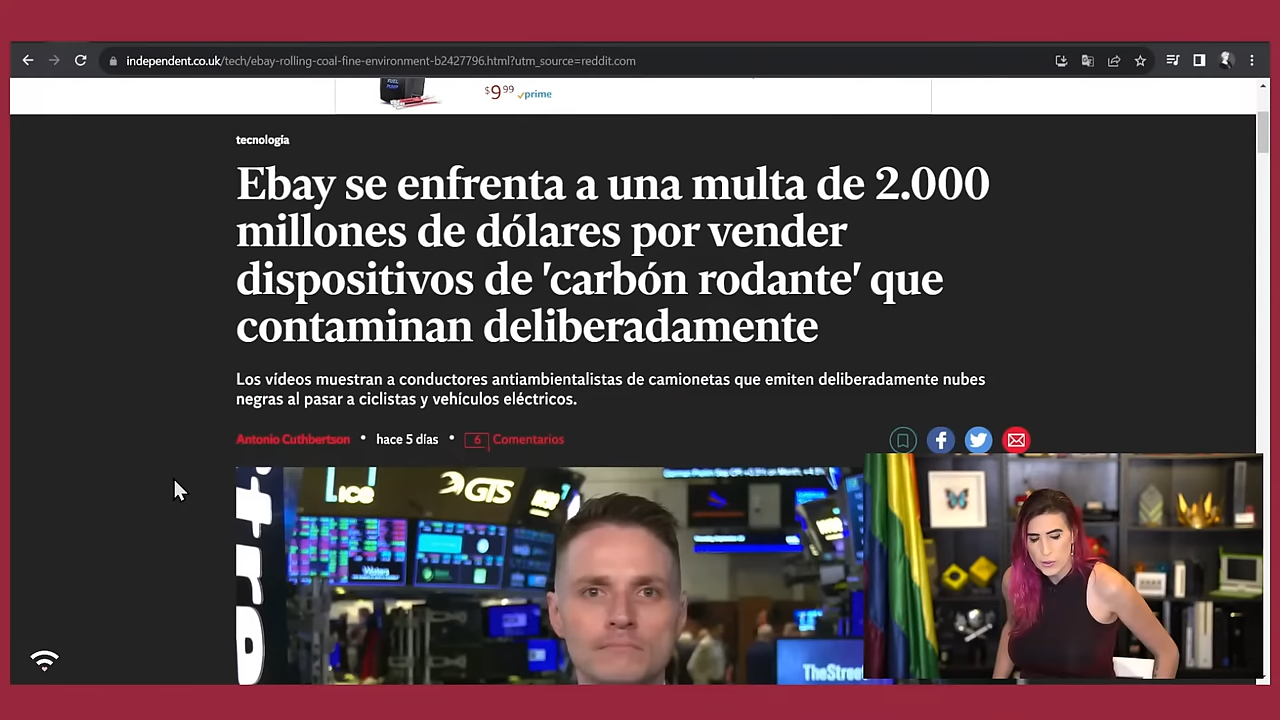 independent.co.uk/tech/ebay-rolling-coal-fine-environment-b2427796.html?utm_source=reddit.com
FUEL
PUMP
$9.99 prime
tecnología
Ebay se enfrenta a una multa de 2.000
millones de dólares por vender
dispositivos de 'carbón rodante' que
contaminan deliberadamente
Los vídeos muestran a conductores antiambientalistas de camionetas que emiten deliberadamente nubes
negras al pasar a ciclistas y vehículos eléctricos.
Antonio Cuthbertson • hace 5 días • 6 Comentarios
GTS
TheStree